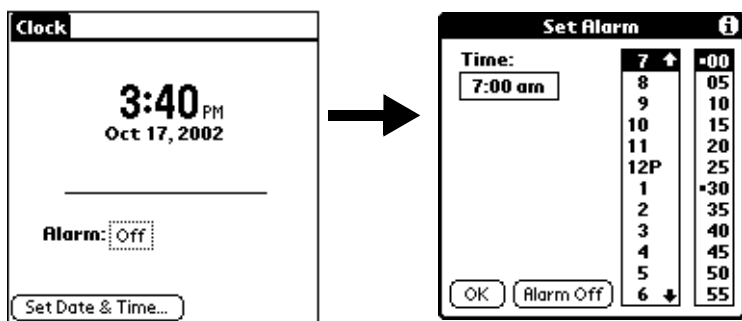 Clock
3:40 PM
Oct 17, 2002
Alarm: Off
Set Date & Time...
Set Alarm i
Time:
7:00 am
7 •00
8 05
9 10
10 15
11 20
12P 25
1 •30
2 35
3 40
4 45
5 50
6 55
OK Alarm Off